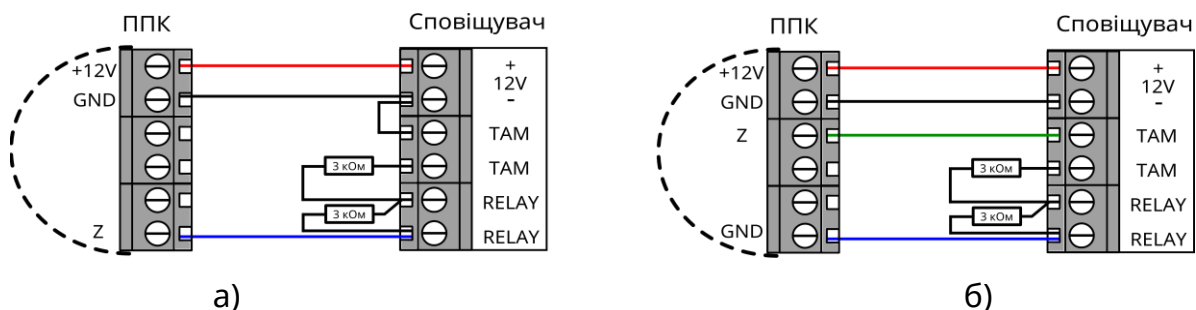 ППК
Сповіщувач
+12V
GND
Z
+
12V
-
TAM
TAM
RELAY
RELAY
3 кОм
3 кОм
а)
ППК
Сповіщувач
+12V
GND
Z
GND
+
12V
-
TAM
TAM
RELAY
RELAY
3 кОм
3 кОм
б)